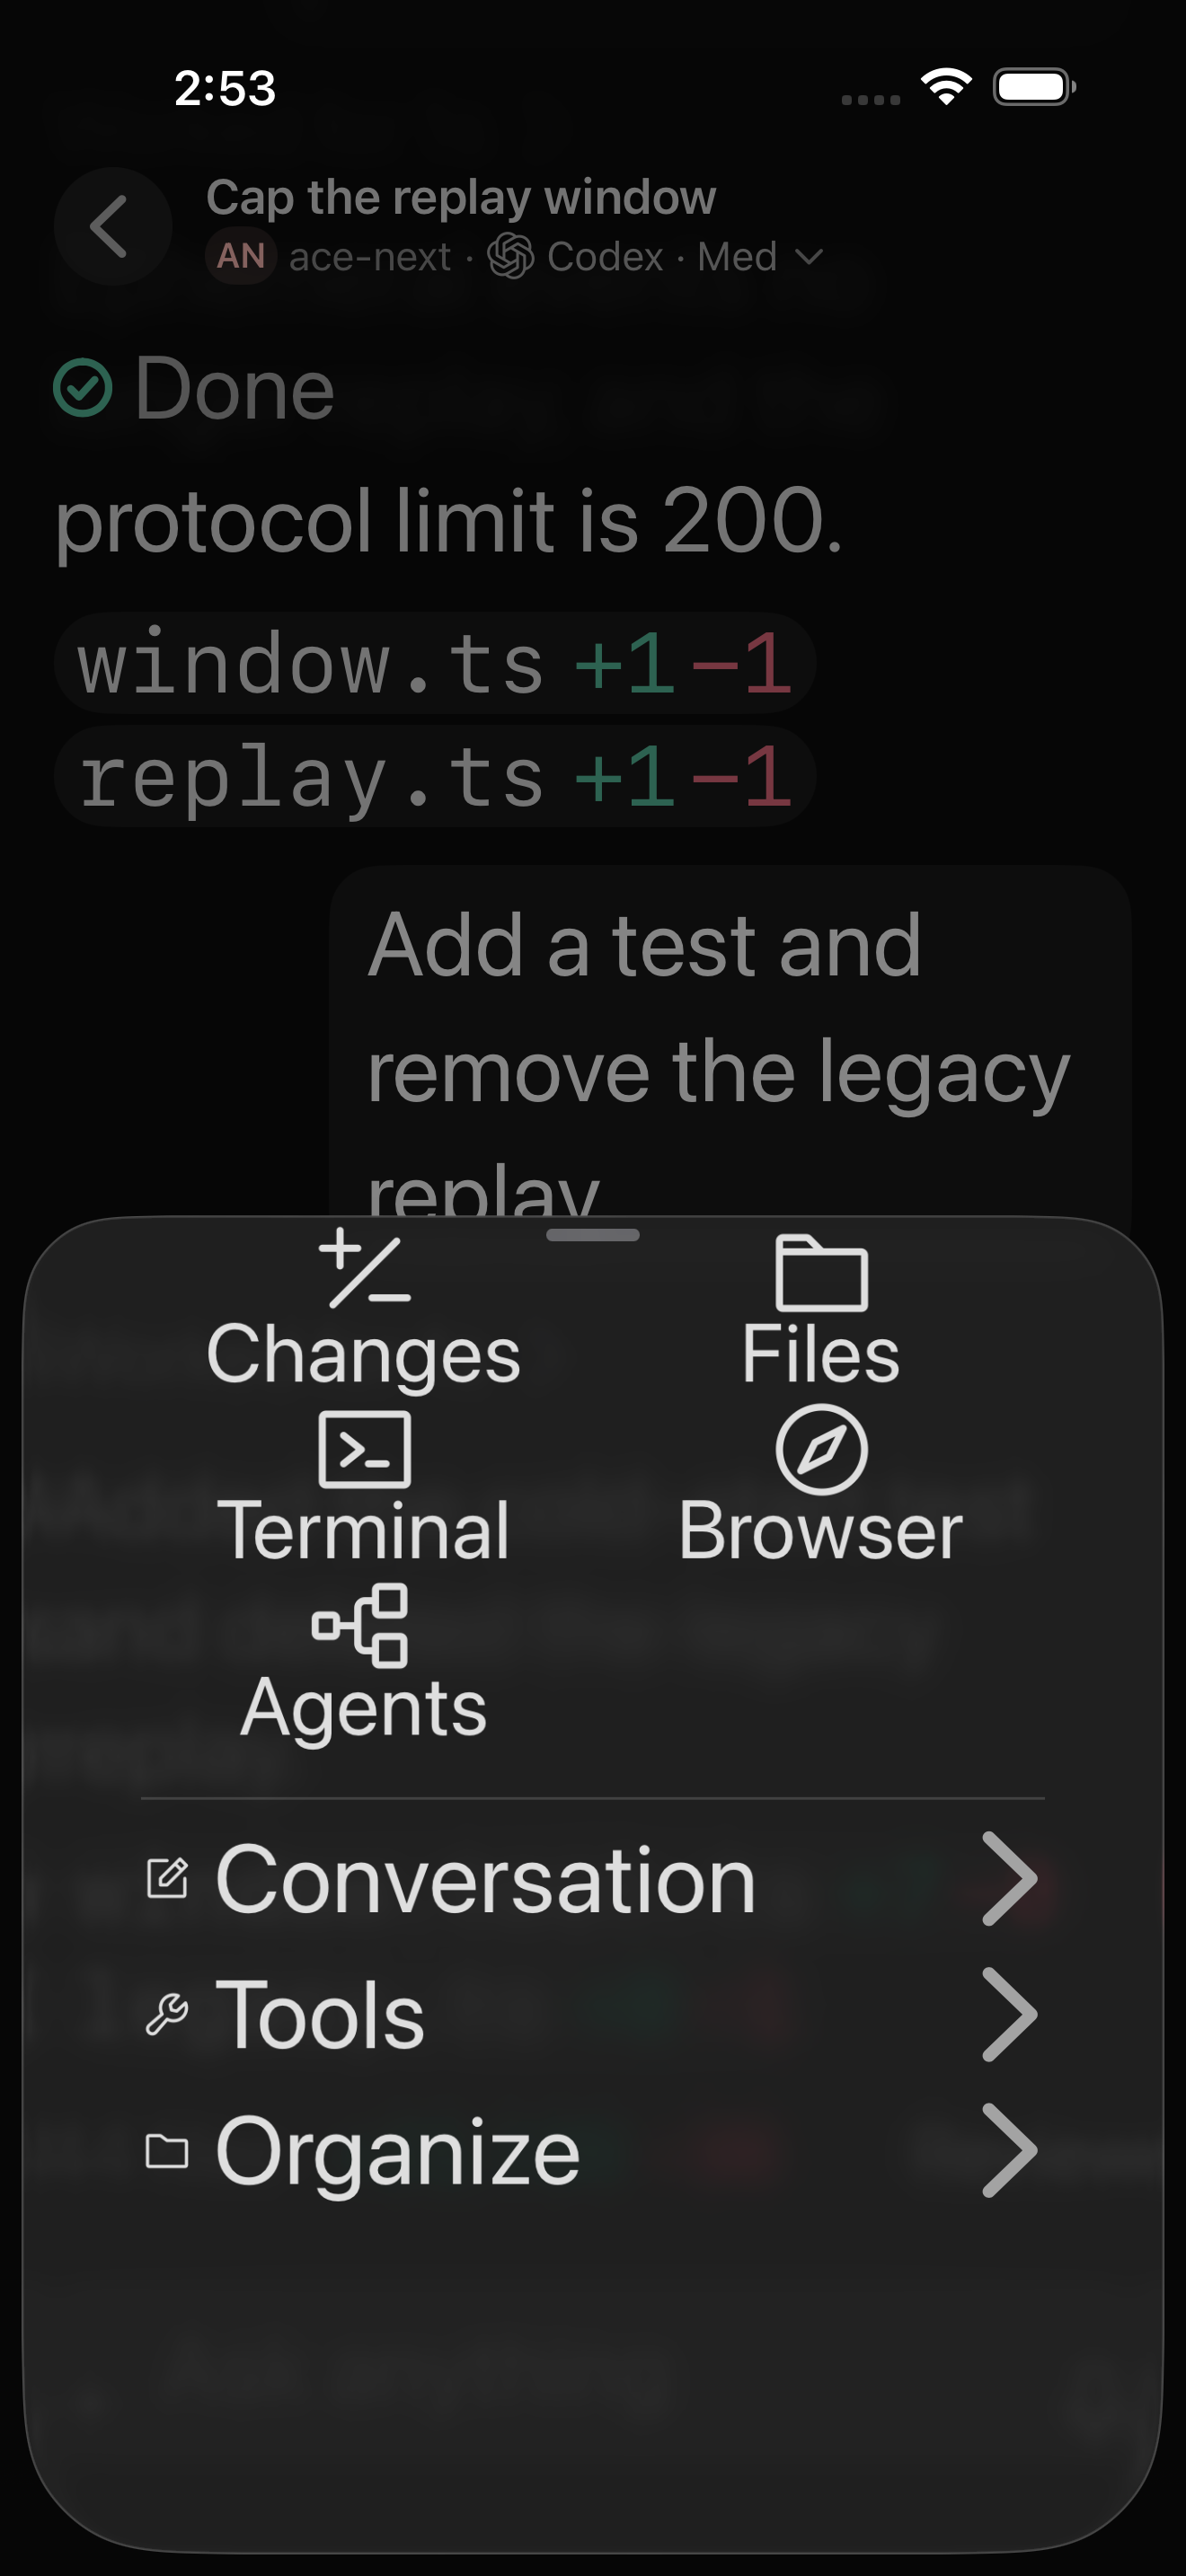 2:53
Cap the replay window
AN ace-next · Codex · Med
Done
protocol limit is 200.
window.ts +1 −1
replay.ts +1 −1
Add a test and
remove the legacy
replay
Changes
Files
Terminal
Browser
Agents
Conversation
Tools
Organize